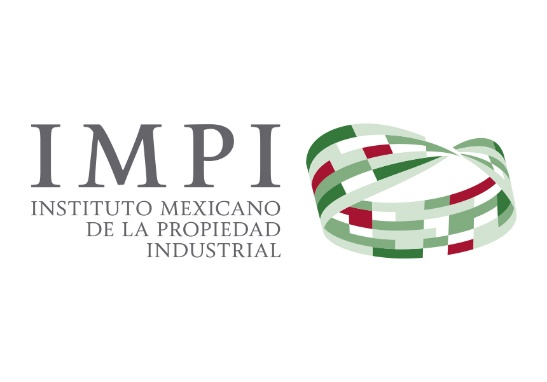 IMPI
INSTITUTO MEXICANO
DE LA PROPIEDAD
INDUSTRIAL